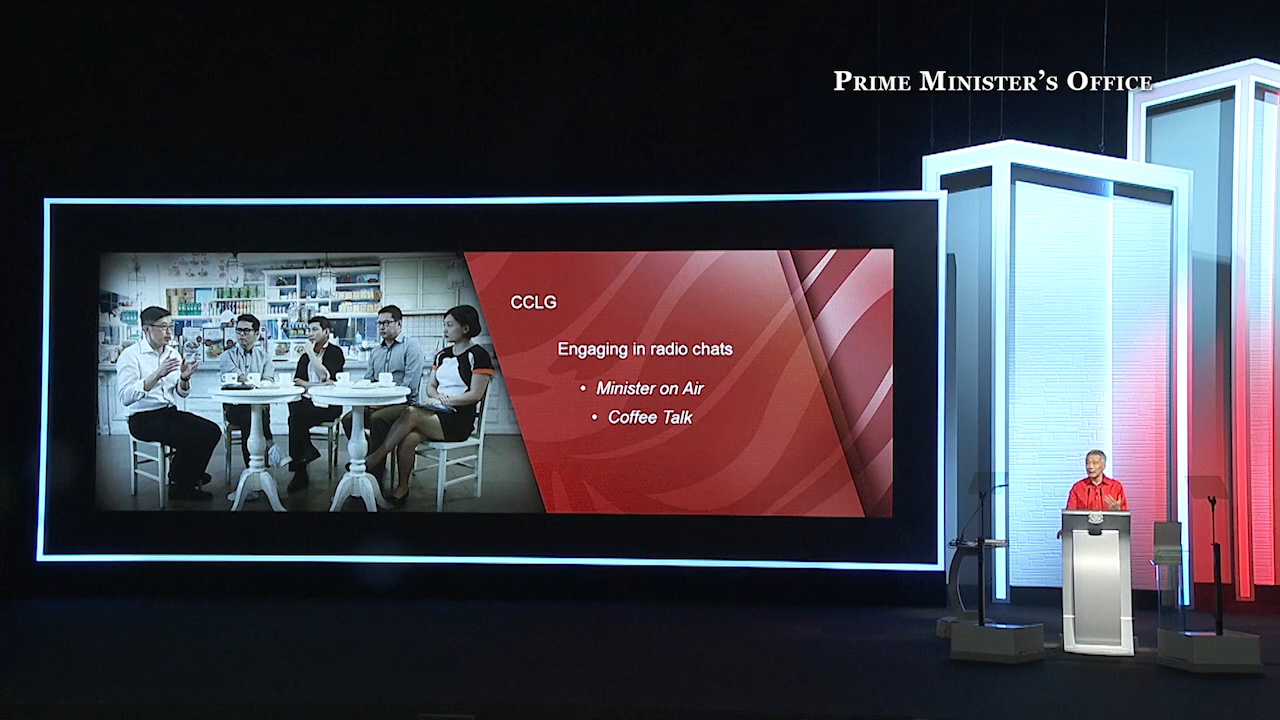 PRIME MINISTER'S OFFICE
CCLG
Engaging in radio chats
• Minister on Air
• Coffee Talk